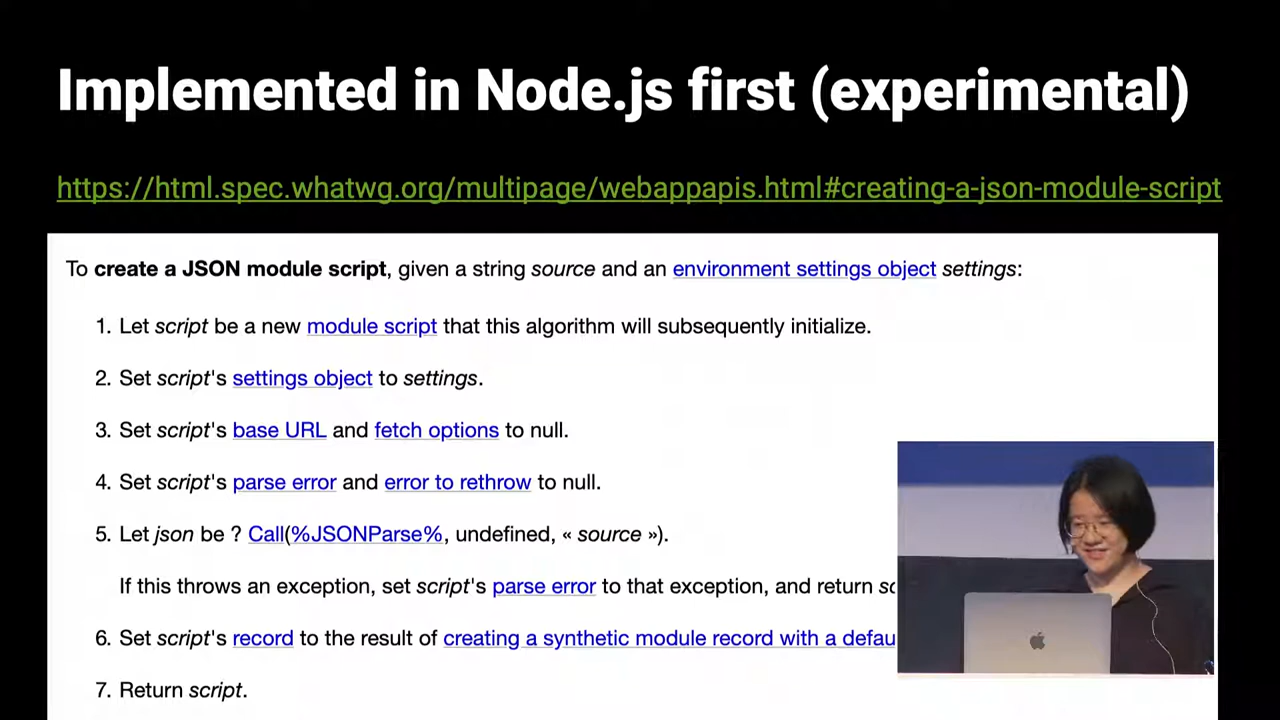 Implemented in Node.js first (experimental)
https://html.spec.whatwg.org/multipage/webappapis.html#creating-a-json-module-script
To create a JSON module script, given a string source and an environment settings object settings:
1. Let script be a new module script that this algorithm will subsequently initialize.
2. Set script's settings object to settings.
3. Set script's base URL and fetch options to null.
4. Set script's parse error and error to rethrow to null.
5. Let json be ? Call(%JSONParse%, undefined, « source »).
If this throws an exception, set script's parse error to that exception, and return
6. Set script's record to the result of creating a synthetic module record with a
7. Return script.